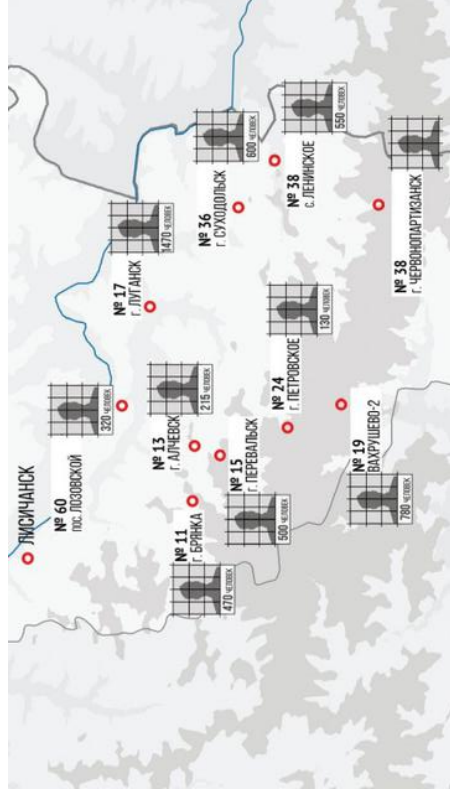 ЛИСИЧАНСК
№ 60
пос. ЛОЗОВСКОЙ
320 ЧЕЛОВЕК
№ 17
г. ЛУГАНСК
1470 ЧЕЛОВЕК
№ 11
г. БРЯНКА
470 ЧЕЛОВЕК
№ 13
г. АЛЧЕВСК
215 ЧЕЛОВЕК
№ 15
г. ПЕРЕВАЛЬСК
500 ЧЕЛОВЕК
№ 36
г. СУХОДОЛЬСК
600 ЧЕЛОВЕК
№ 24
г. ПЕТРОВСКОЕ
130 ЧЕЛОВЕК
№ 38
с. ЛЕНИНСКОЕ
550 ЧЕЛОВЕК
№ 19
ВАХРУШЕВО-2
780 ЧЕЛОВЕК
№ 38
г. ЧЕРВОНОПАРТИЗАНСК